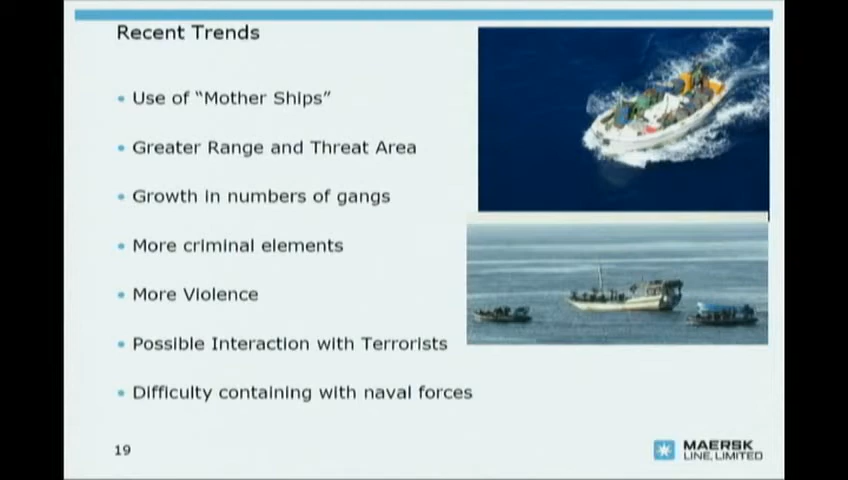 Recent Trends
• Use of “Mother Ships”
• Greater Range and Threat Area
• Growth in numbers of gangs
• More criminal elements
• More Violence
• Possible Interaction with Terrorists
• Difficulty containing with naval forces
19
MAERSK
LINE, LIMITED